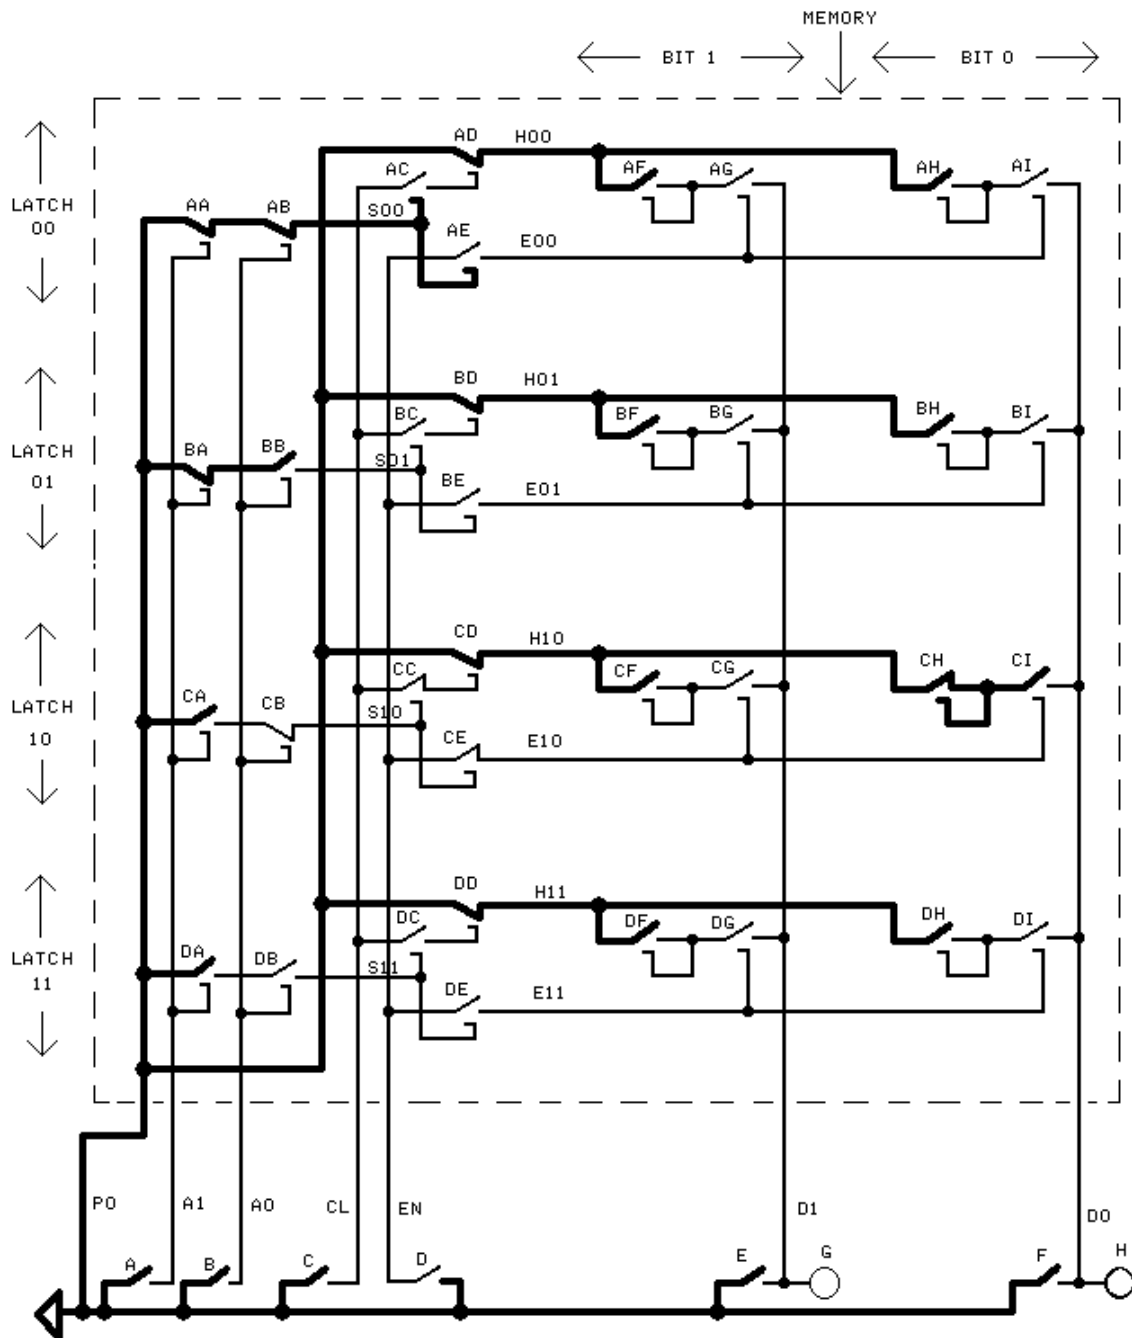 MEMORY
BIT 1
BIT 0
LATCH
00
AA
AB
AC
AD
H00
AF
AG
AH
AI
S00
AE
E00
LATCH
01
BA
BB
BC
BD
H01
BF
BG
BH
BI
S01
BE
E01
LATCH
10
CA
CB
CC
CD
H10
CF
CG
CH
CI
S10
CE
E10
LATCH
11
DA
DB
DC
DD
H11
DF
DG
DH
DI
S11
DE
E11
P0
A1
A0
CL
EN
D1
D0
A
B
C
D
E
G
F
H